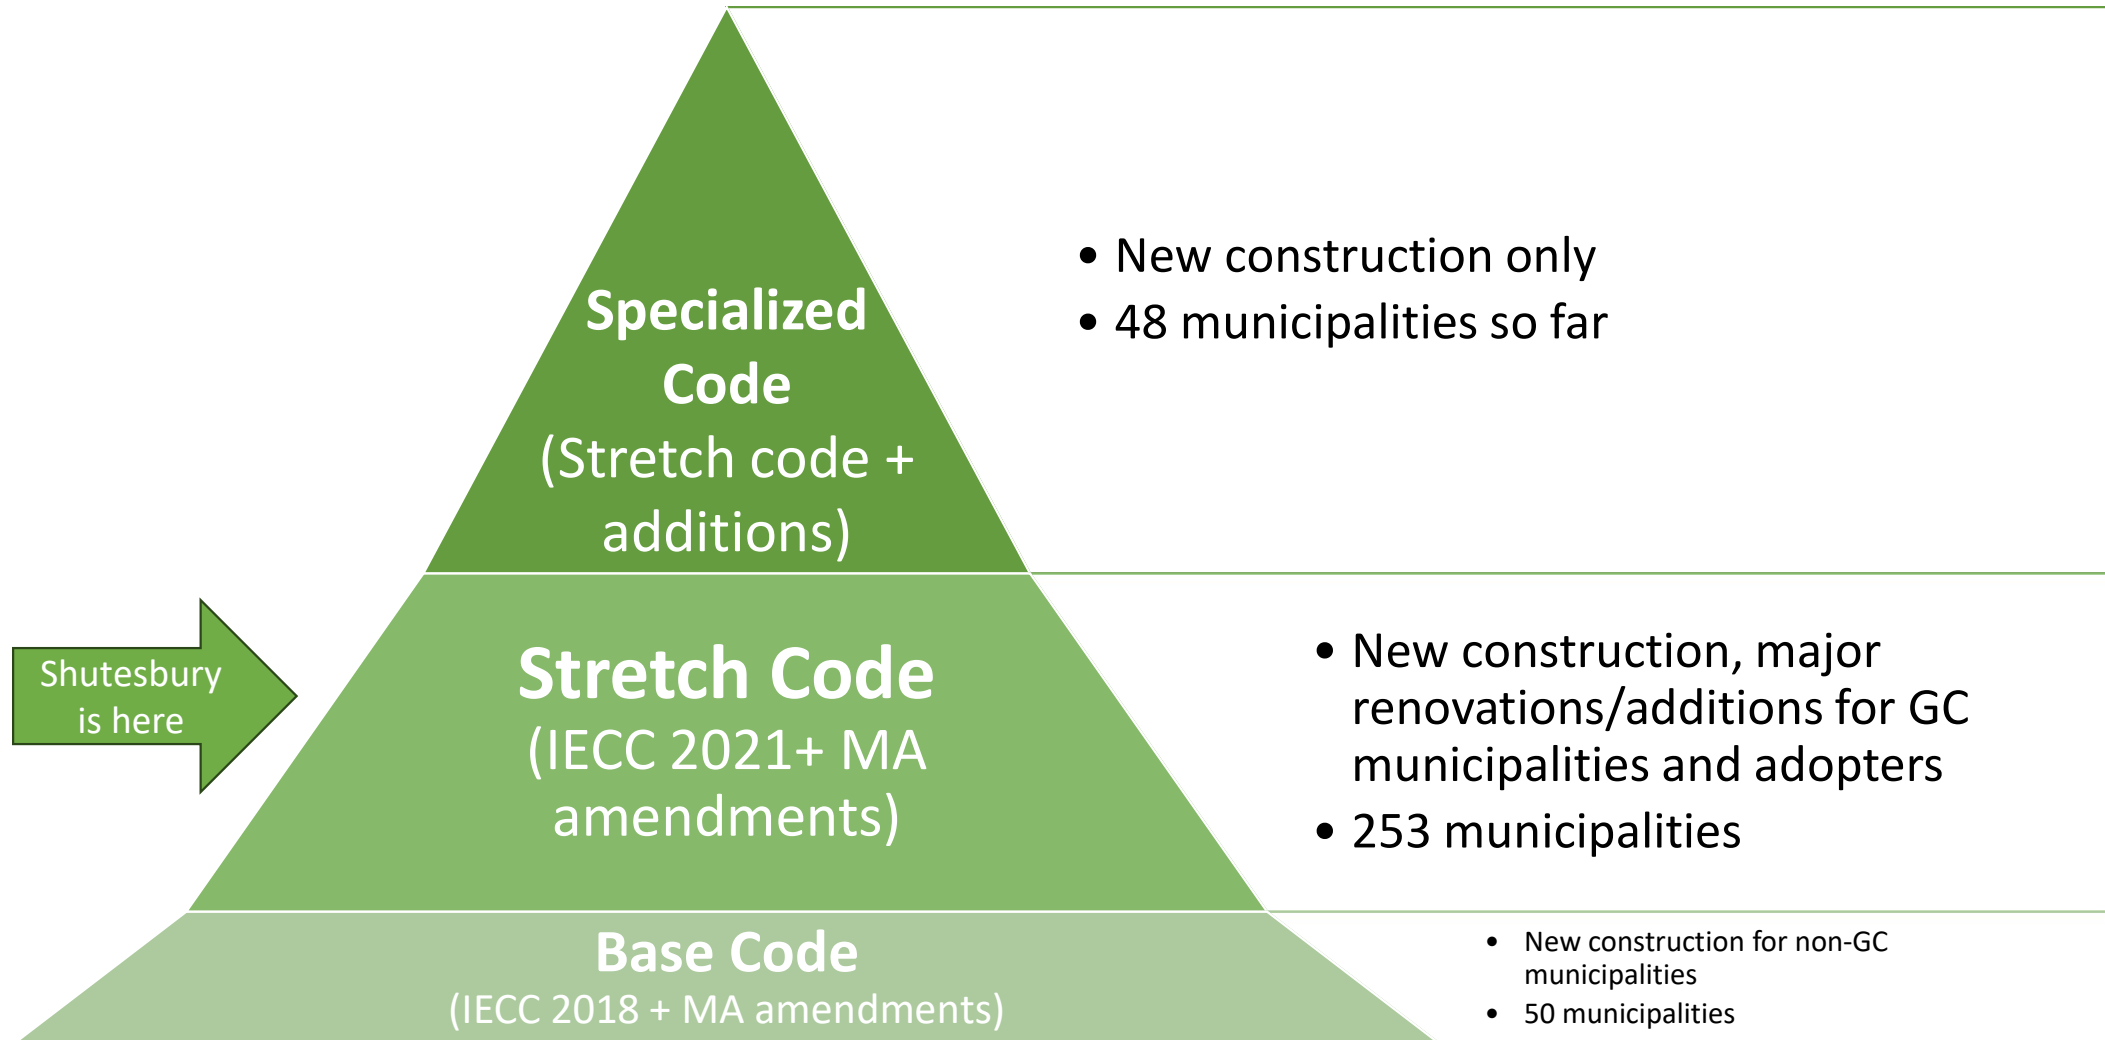 Specialized
Code
(Stretch code +
additions)
• New construction only
• 48 municipalities so far
Shutesbury
is here
Stretch Code
(IECC 2021+ MA
amendments)
• New construction, major
renovations/additions for GC
municipalities and adopters
• 253 municipalities
Base Code
(IECC 2018 + MA amendments)
• New construction for non-GC
municipalities
• 50 municipalities